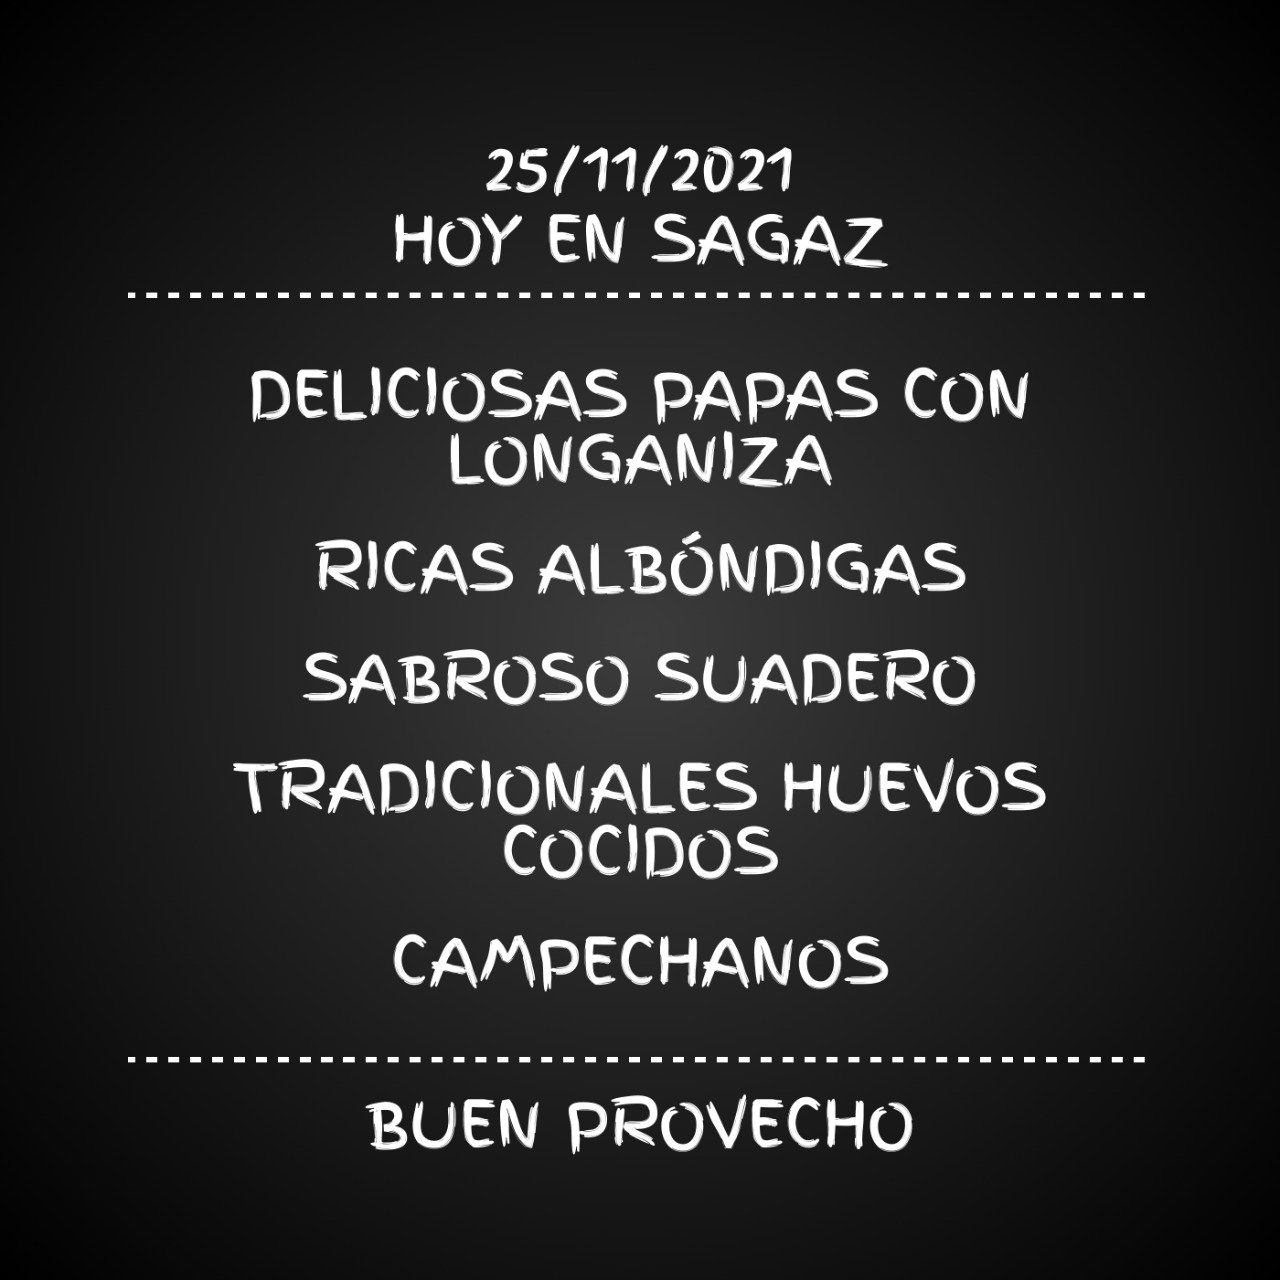 25/11/2021
HOY EN SAGAZ
DELICIOSAS PAPAS CON
LONGANIZA
RICAS ALBÓNDIGAS
SABROSO SUADERO
TRADICIONALES HUEVOS
COCIDOS
CAMPECHANOS
BUEN PROVECHO